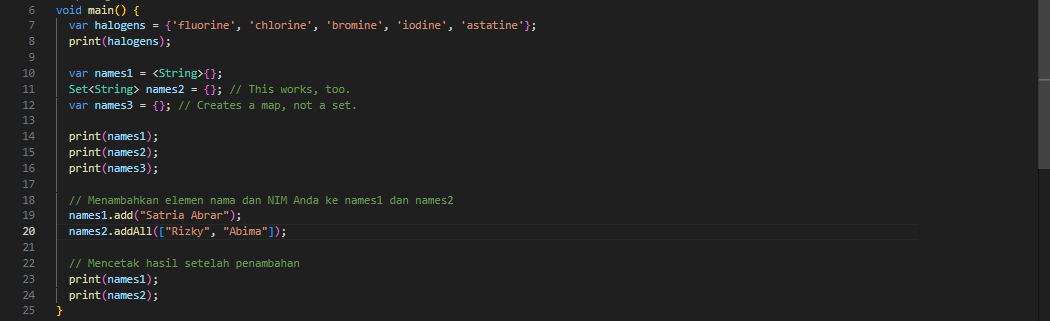 6 void main() {
7 var halogens = {'fluorine', 'chlorine', 'bromine', 'iodine', 'astatine'};
8 print(halogens);
9
10 var names1 = <String>{};
11 Set<String> names2 = {}; // This works, too.
12 var names3 = {}; // Creates a map, not a set.
13
14 print(names1);
15 print(names2);
16 print(names3);
17
18 // Menambahkan elemen nama dan NIM Anda ke names1 dan names2
19 names1.add("Satria Abrar");
20 names2.addAll(["Rizky", "Abima"]);
21
22 // Mencetak hasil setelah penambahan
23 print(names1);
24 print(names2);
25 }